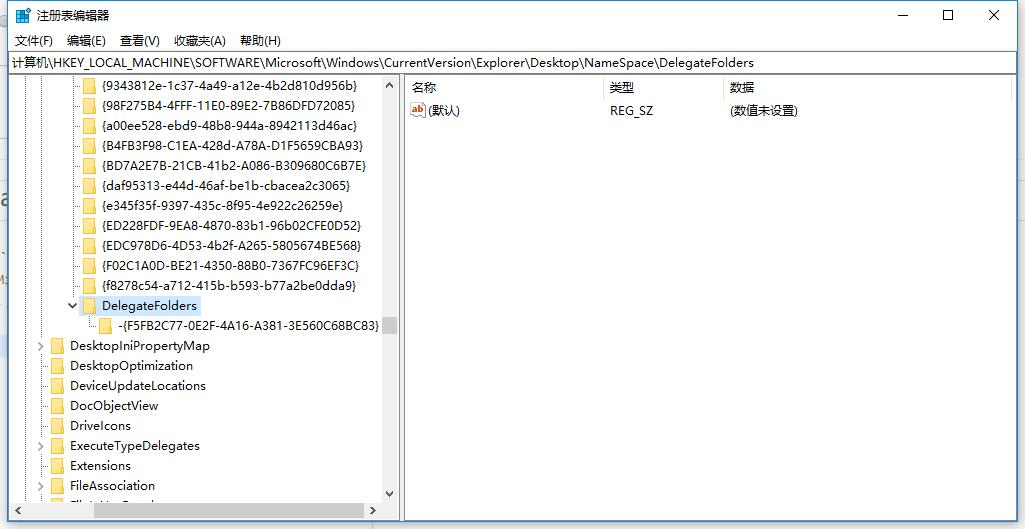 注册表编辑器
文件(F) 编辑(E) 查看(V) 收藏夹(A) 帮助(H)
计算机\HKEY_LOCAL_MACHINE\SOFTWARE\Microsoft\Windows\CurrentVersion\Explorer\Desktop\NameSpace\DelegateFolders
{9343812e-1c37-4a49-a12e-4b2d810d956b}
{98F275B4-4FFF-11E0-89E2-7B86DFD72085}
{a00ee528-ebd9-48b8-944a-8942113d46ac}
{B4FB3F98-C1EA-428d-A78A-D1F5659CBA93}
{BD7A2E7B-21CB-41b2-A086-B309680C6B7E}
{daf95313-e44d-46af-be1b-cbacea2c3065}
{e345f35f-9397-435c-8f95-4e922c26259e}
{ED228FDF-9EA8-4870-83b1-96b02CFE0D52}
{EDC978D6-4D53-4b2f-A265-5805674BE568}
{F02C1A0D-BE21-4350-88B0-7367FC96EF3C}
{f8278c54-a712-415b-b593-b77a2be0dda9}
DelegateFolders
-{F5FB2C77-0E2F-4A16-A381-3E560C68BC83}
DesktopIniPropertyMap
DesktopOptimization
DeviceUpdateLocations
DocObjectView
DriveIcons
ExecuteTypeDelegates
Extensions
FileAssociation
名称 类型 数据
(默认) REG_SZ (数值未设置)